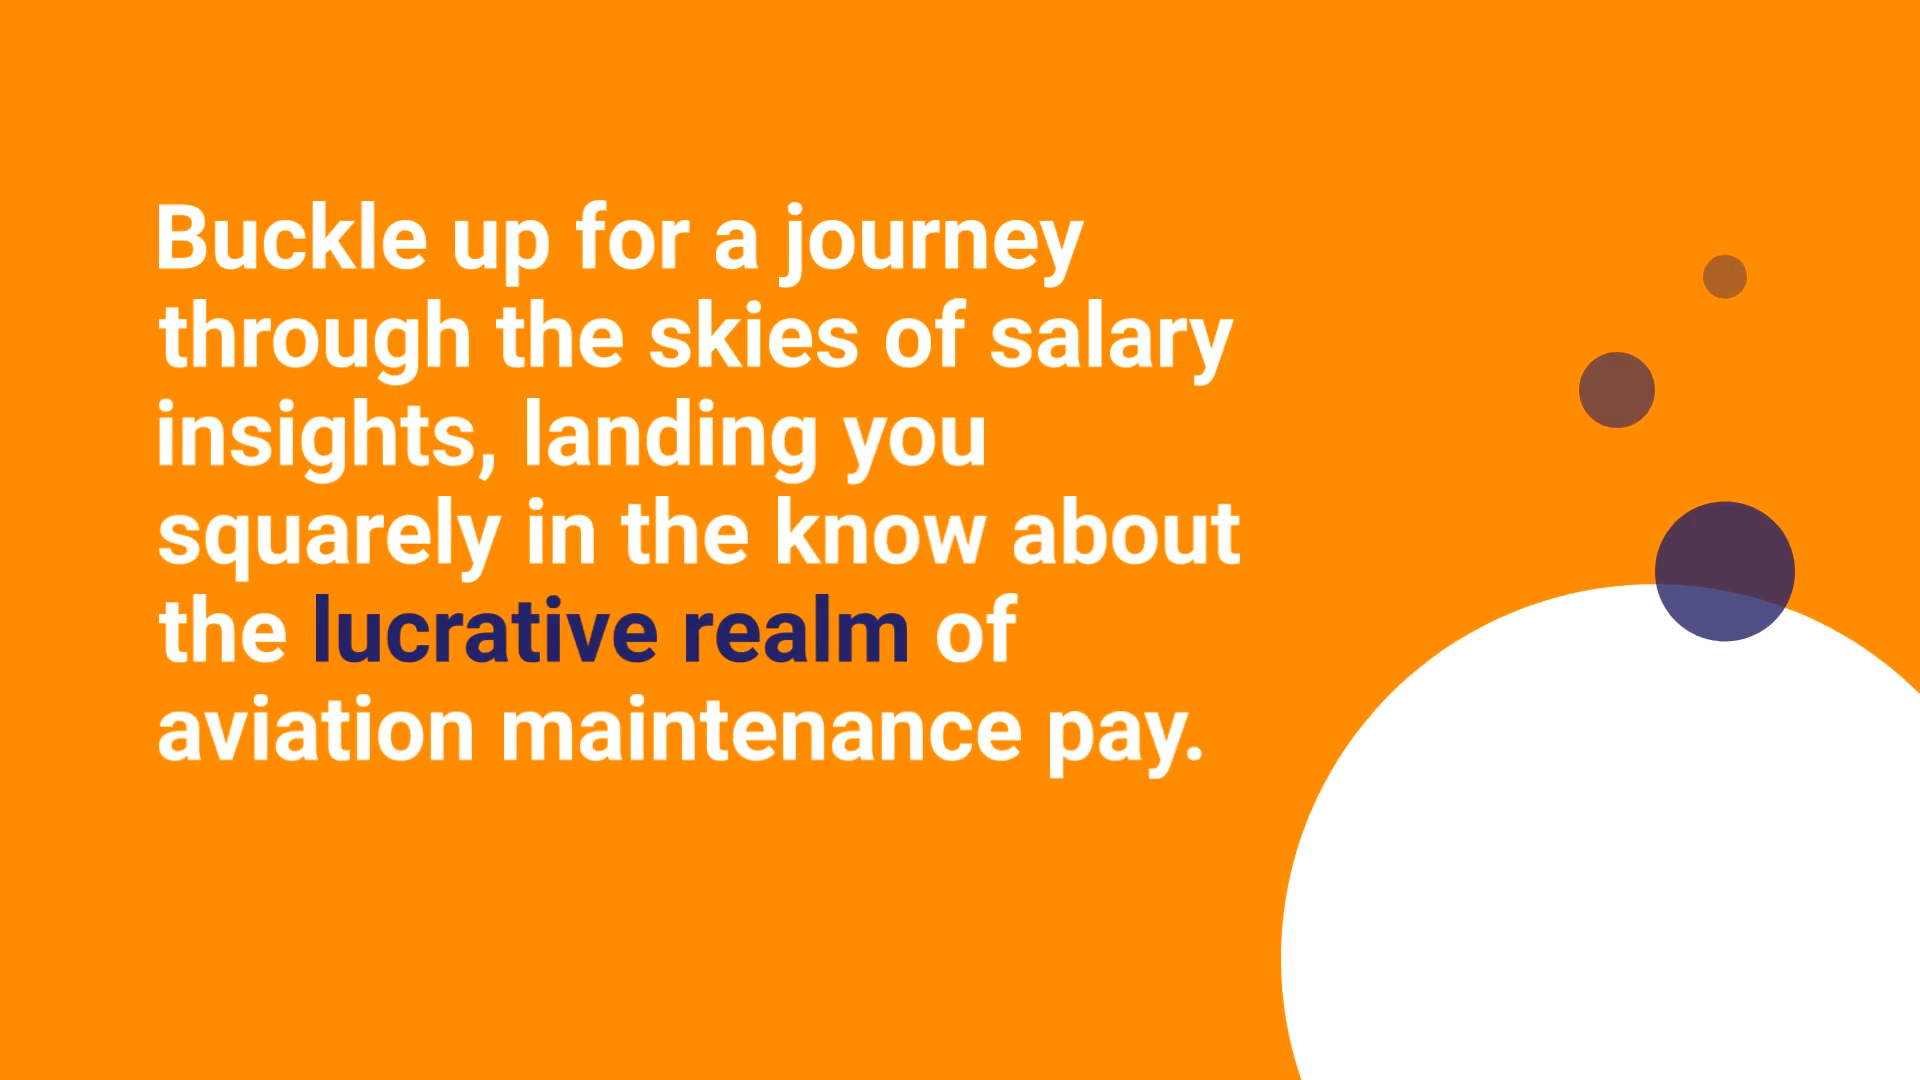 Buckle up for a journey
through the skies of salary
insights, landing you
squarely in the know about
the lucrative realm of
aviation maintenance pay.